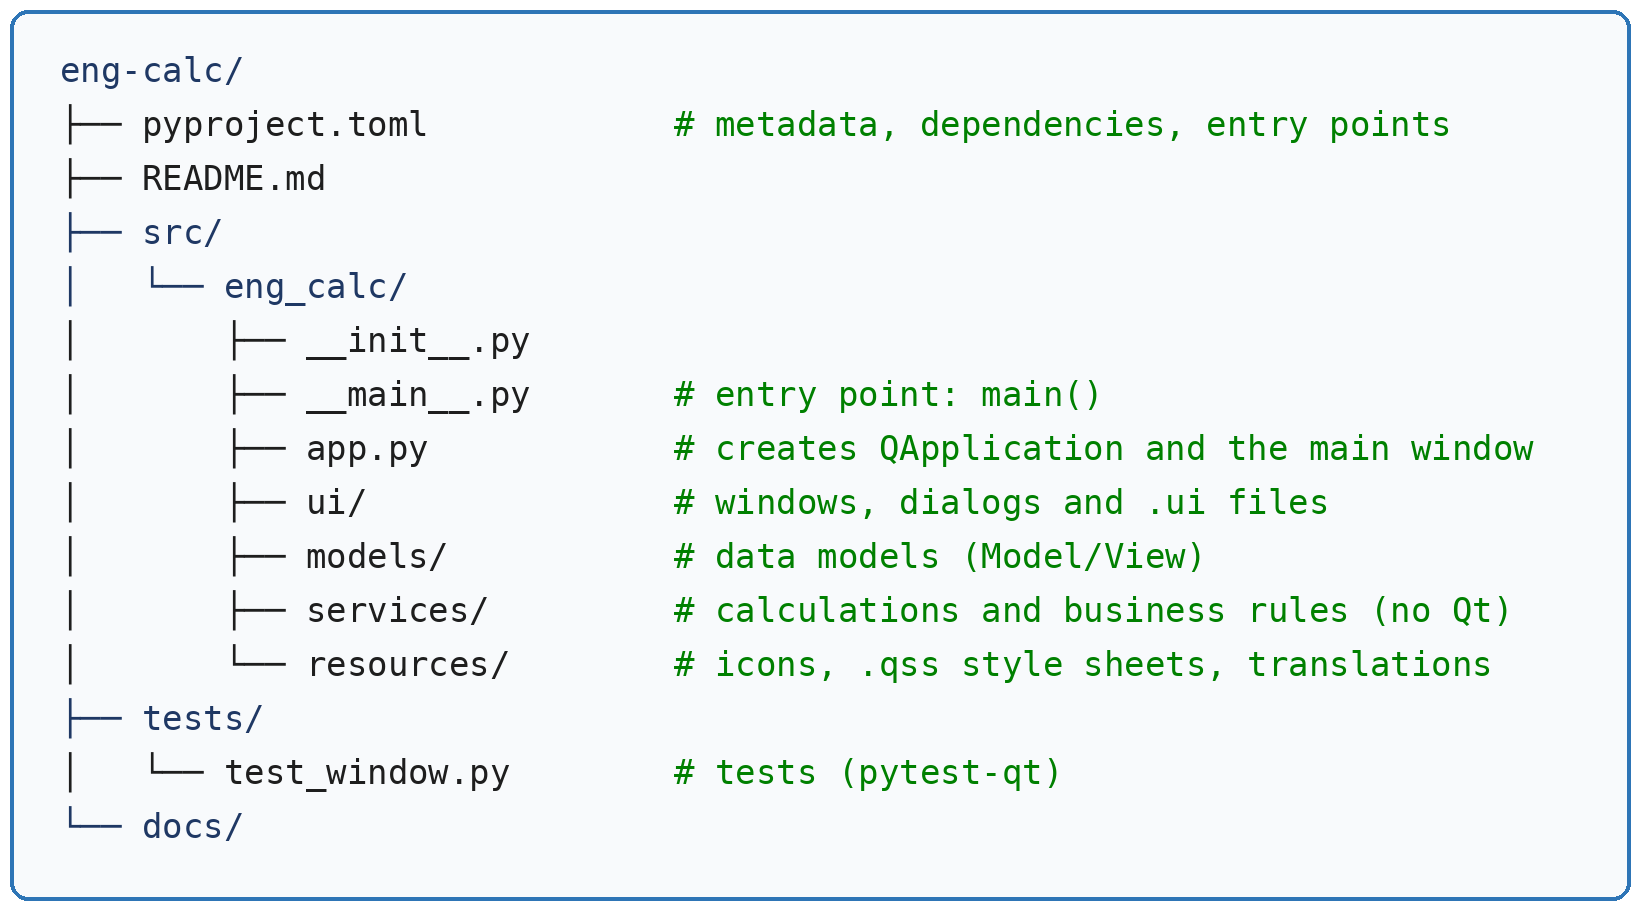 eng-calc/
├── pyproject.toml            # metadata, dependencies, entry points
├── README.md
├── src/
│   └── eng_calc/
│       ├── __init__.py
│       ├── __main__.py       # entry point: main()
│       ├── app.py            # creates QApplication and the main window
│       ├── ui/               # windows, dialogs and .ui files
│       ├── models/           # data models (Model/View)
│       ├── services/         # calculations and business rules (no Qt)
│       └── resources/        # icons, .qss style sheets, translations
├── tests/
│   └── test_window.py        # tests (pytest-qt)
└── docs/